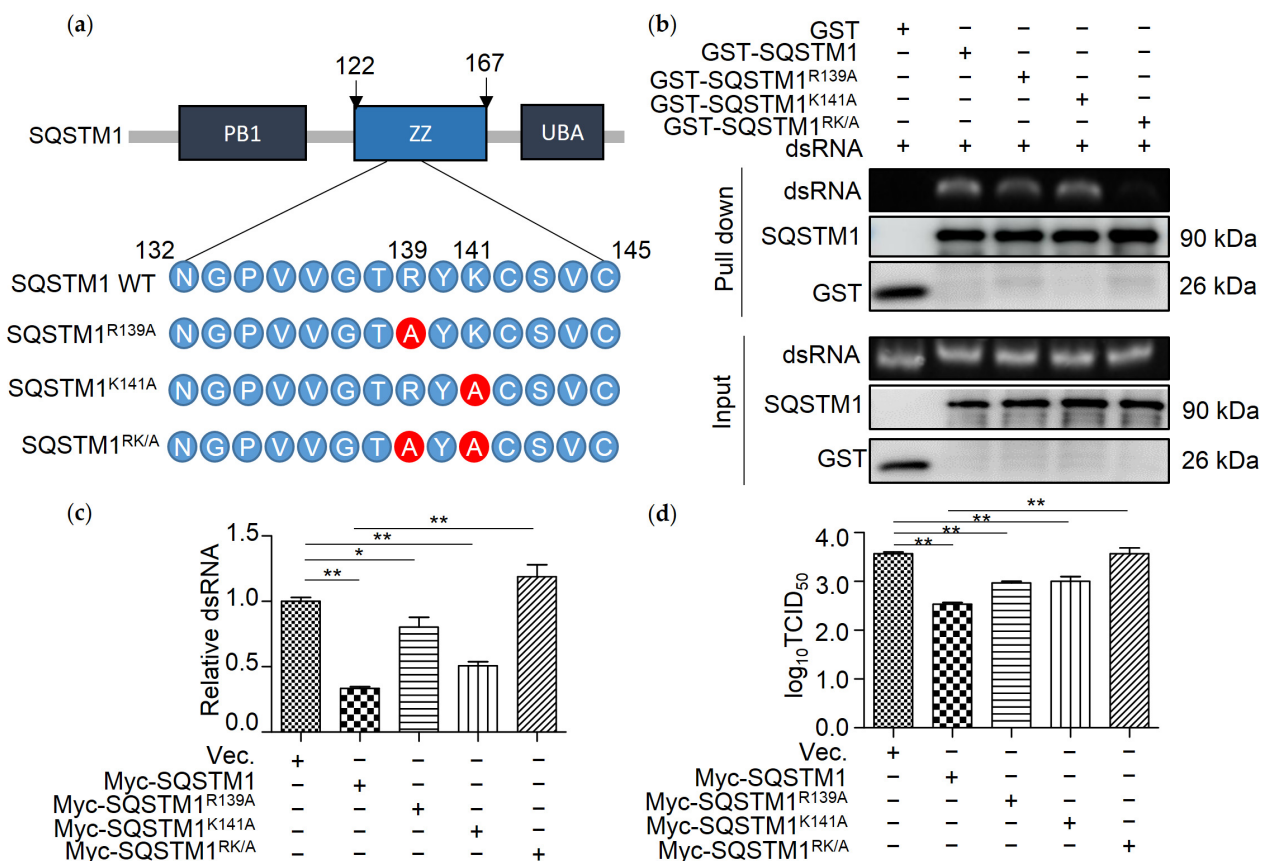 (a)
122 167
SQSTM1 PB1 ZZ UBA
132 139 141 145
SQSTM1 WT N G P V V G T R Y K C S V C
SQSTM1R139A N G P V V G T A Y K C S V C
SQSTM1K141A N G P V V G T R Y A C S V C
SQSTM1RK/A N G P V V G T A Y A C S V C
(b)
GST + − − − −
GST-SQSTM1 − + − − −
GST-SQSTM1R139A − − + − −
GST-SQSTM1K141A − − − + −
GST-SQSTM1RK/A − − − − +
dsRNA + + + + +
Pull down
dsRNA
SQSTM1 90 kDa
GST 26 kDa
Input
dsRNA
SQSTM1 90 kDa
GST 26 kDa
(c)
Relative dsRNA
1.5
1.0
0.5
0.0
**
**
*
**
Vec. + − − − −
Myc-SQSTM1 − + − − −
Myc-SQSTM1R139A − − + − −
Myc-SQSTM1K141A − − − + −
Myc-SQSTM1RK/A − − − − +
(d)
log10TCID50
4.0
3.0
2.0
1.0
0.0
**
**
**
**
Vec. + − − − −
Myc-SQSTM1 − + − − −
Myc-SQSTM1R139A − − + − −
Myc-SQSTM1K141A − − − + −
Myc-SQSTM1RK/A − − − − +